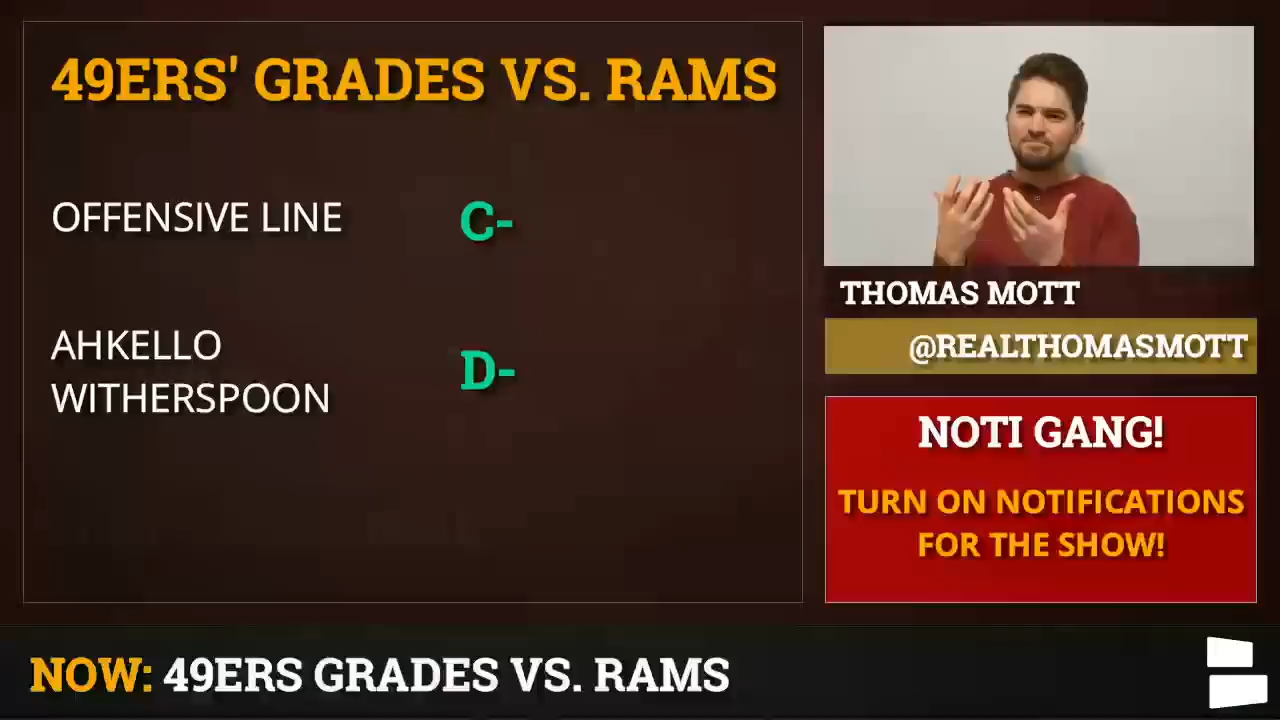 49ERS' GRADES VS. RAMS
OFFENSIVE LINE C-
AHKELLO
WITHERSPOON D-
THOMAS MOTT
@REALTHOMASMOTT
NOTI GANG!
TURN ON NOTIFICATIONS
FOR THE SHOW!
NOW: 49ERS GRADES VS. RAMS